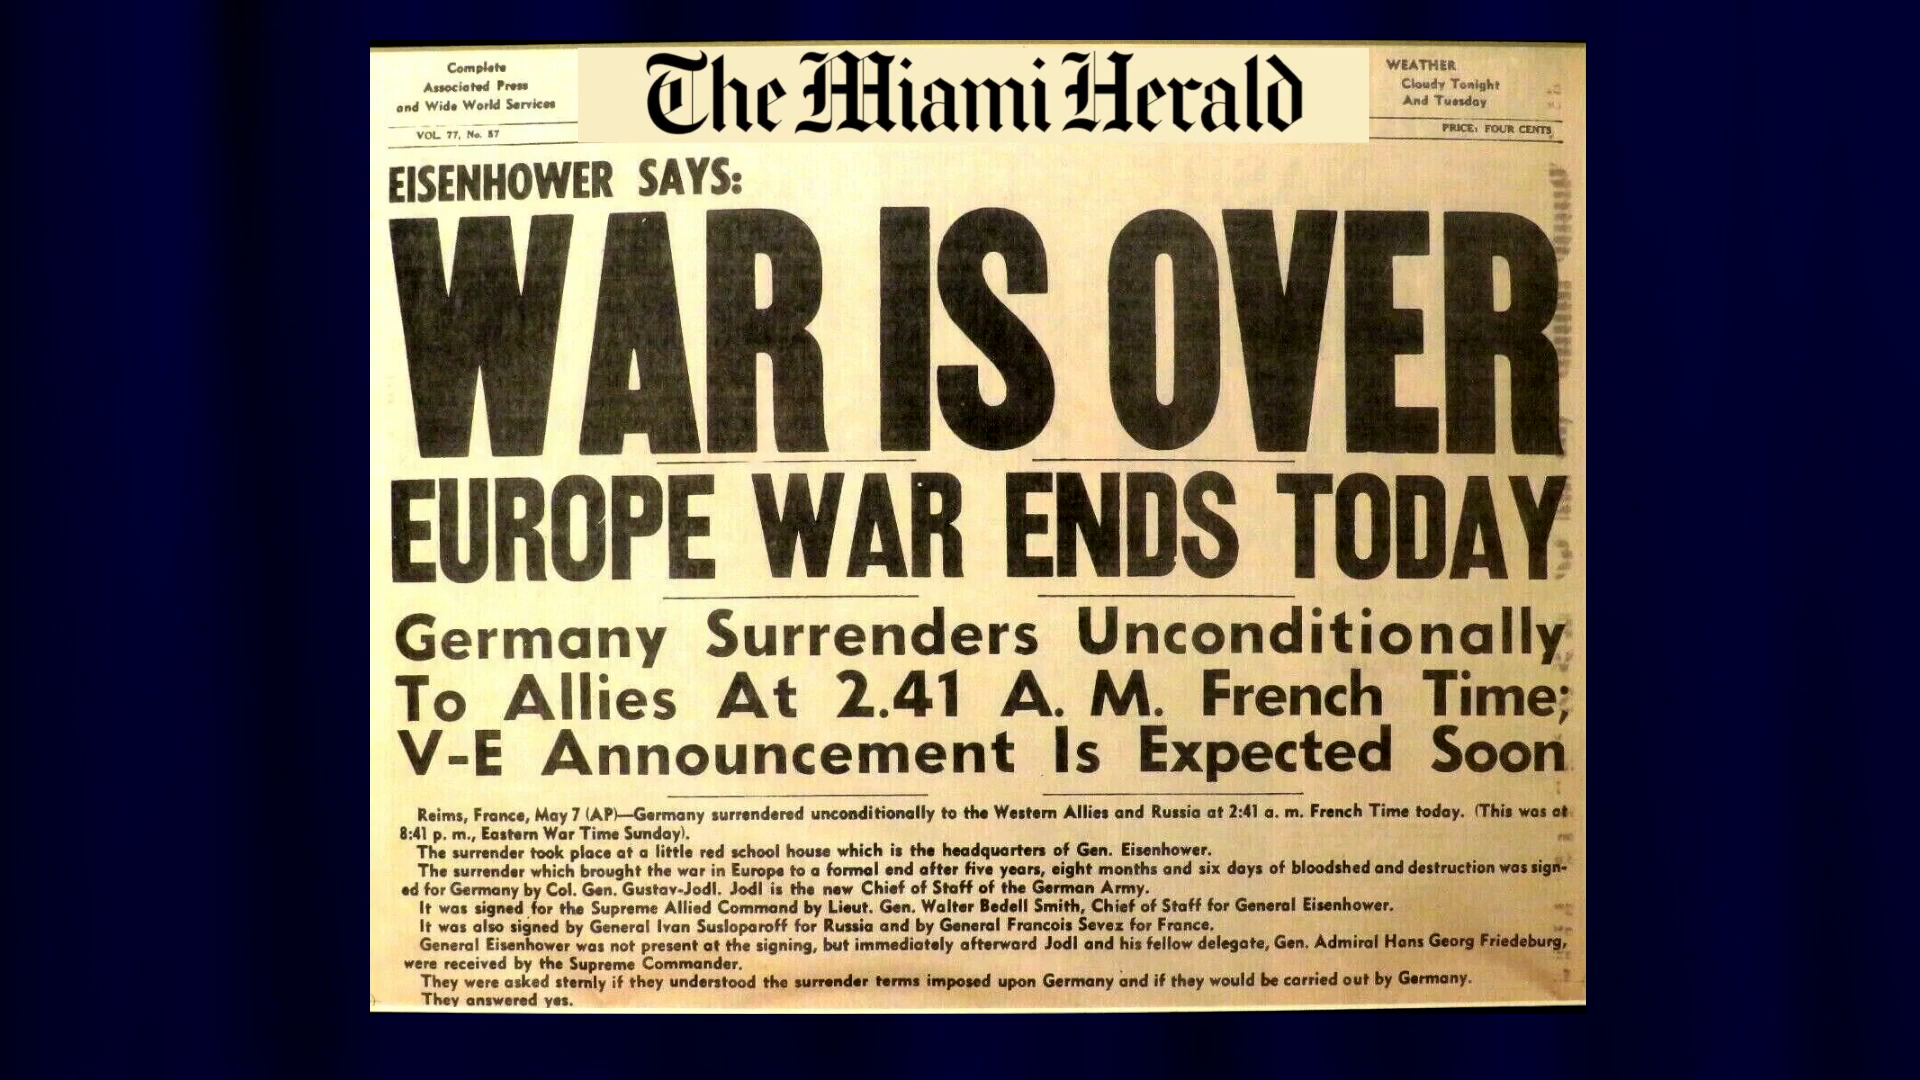 Complete
Associated Press
and Wide World Services
VOL. 77, No. 87
The Miami Herald
WEATHER
Cloudy Tonight
And Tuesday
PRICE: FOUR CENTS
EISENHOWER SAYS:
WAR IS OVER
EUROPE WAR ENDS TODAY
Germany Surrenders Unconditionally
To Allies At 2.41 A. M. French Time;
V-E Announcement Is Expected Soon
Reims, France, May 7 (AP)—Germany surrendered unconditionally to the Western Allies and Russia at 2:41 a. m. French Time today. (This was at
8:41 p. m., Eastern War Time Sunday).
The surrender took place at a little red school house which is the headquarters of Gen. Eisenhower.
The surrender which brought the war in Europe to a formal end after five years, eight months and six days of bloodshed and destruction was sign-
ed for Germany by Col. Gen. Gustav-Jodl. Jodl is the new Chief of Staff of the German Army.
It was signed for the Supreme Allied Command by Lieut. Gen. Walter Bedell Smith, Chief of Staff for General Eisenhower.
It was also signed by General Ivan Susloparoff for Russia and by General Francois Sevez for France.
General Eisenhower was not present at the signing, but immediately afterward Jodl and his fellow delegate, Gen. Admiral Hans Georg Friedeburg,
were received by the Supreme Commander.
They were asked sternly if they understood the surrender terms imposed upon Germany and if they would be carried out by Germany.
They answered yes.